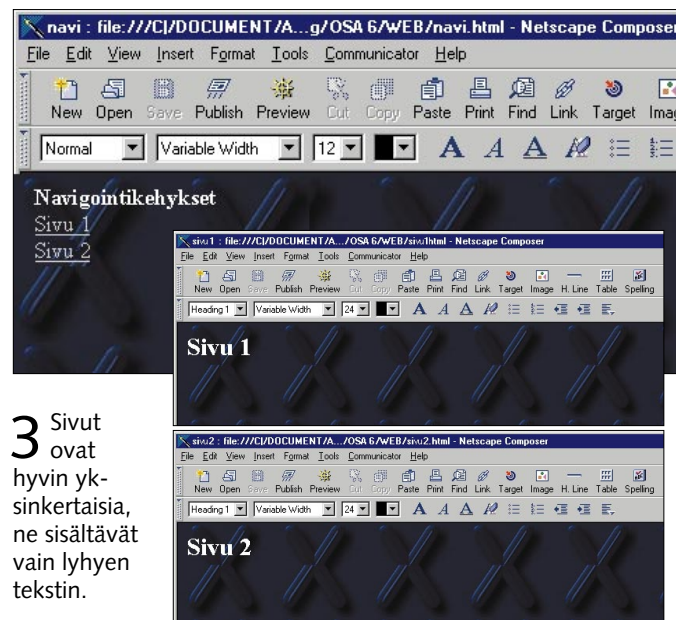 navi : file:///C|/DOCUMENT/A...g/OSA 6/WEB/navi.html - Netscape Composer
File Edit View Insert Format Tools Communicator Help
New Open Save Publish Preview Cut Copy Paste Print Find Link Target Imag
Normal Variable Width 12 A A A
Navigointikehykset
Sivu 1
Sivu 2
sivu1 : file:///C|/DOCUMENT/A.../OSA 6/WEB/sivu1html - Netscape Composer
File Edit View Insert Format Tools Communicator Help
New Open Save Publish Preview Cut Copy Paste Print Find Link Target Image H. Line Table Spelling
Heading 1 Variable Width 24 A A A
Sivu 1
sivu2 : file:///C|/DOCUMENT/A.../OSA 6/WEB/sivu2.html - Netscape Composer
File Edit View Insert Format Tools Communicator Help
New Open Save Publish Preview Cut Copy Paste Print Find Link Target Image H. Line Table Spelling
Heading 1 Variable Width 24 A A A
Sivu 2
3 Sivut
ovat
hyvin yk-
sinkertaisia,
ne sisältävät
vain lyhyen
tekstin.